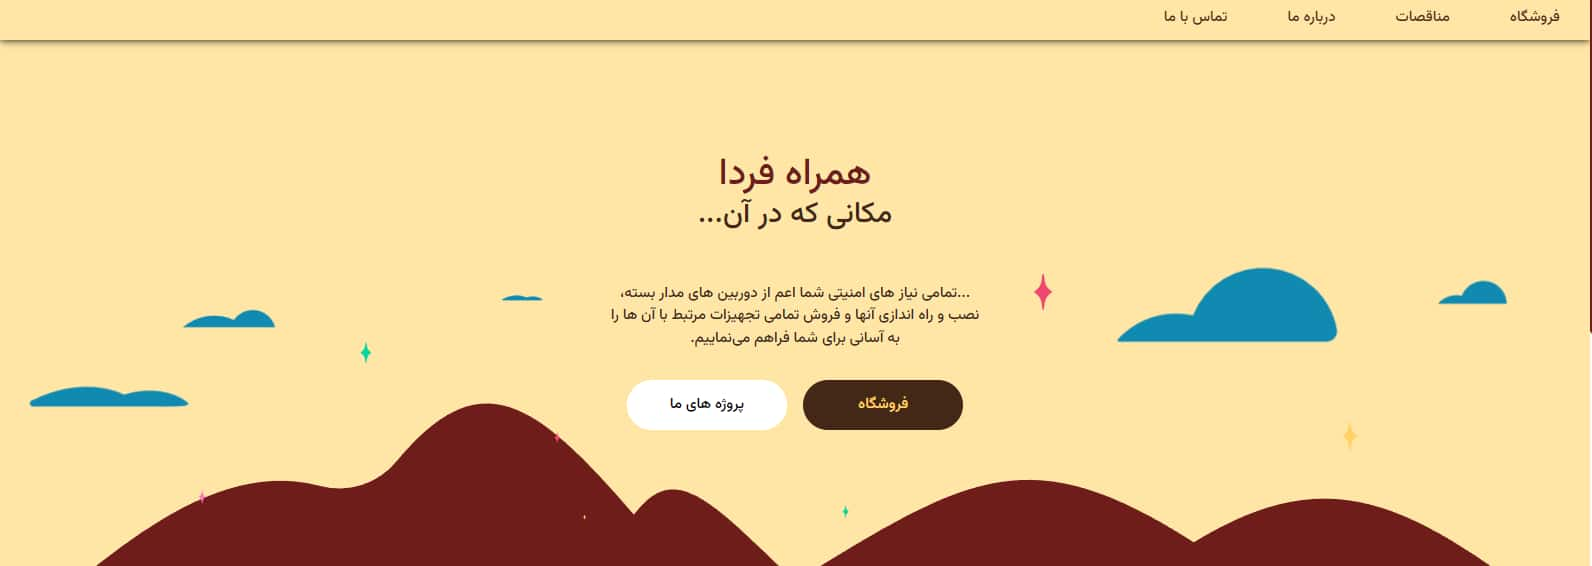 فروشگاه مناقصات درباره ما تماس با ما
همراه فردا
مکانی که در آن...
...تمامی نیاز های امنیتی شما اعم از دوربین های مدار بسته،
نصب و راه اندازی آنها و فروش تمامی تجهیزات مرتبط با آن ها را
به آسانی برای شما فراهم می‌نماییم.
فروشگاه پروژه های ما